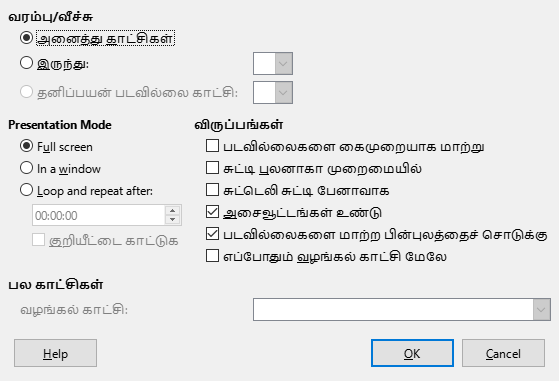 வரம்பு/வீச்சு
அனைத்து காட்சிகள்
இருந்து:
தனிப்பயன் படவில்லை காட்சி:
Presentation Mode
Full screen
In a window
Loop and repeat after:
00:00:00
குறியீட்டை காட்டுக
விருப்பங்கள்
படவில்லைகளை கைமுறையாக மாற்று
சுட்டி புலனாகா முறைமையில்
சுட்டெலி சுட்டி பேனாவாக
அசைவூட்டங்கள் உண்டு
படவில்லைகளை மாற்ற பின்புலத்தைச் சொடுக்கு
எப்போதும் வழங்கல் காட்சி மேலே
பல காட்சிகள்
வழங்கல் காட்சி:
Help
OK
Cancel